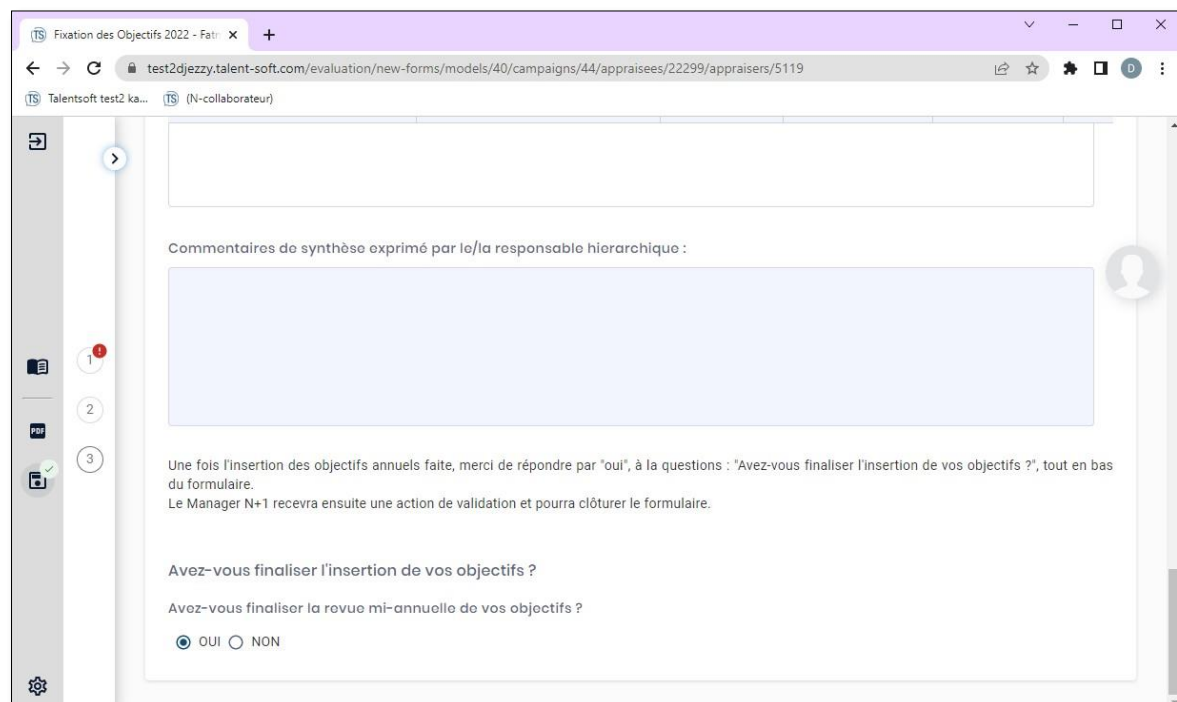 TS Fixation des Objectifs 2022 - Fatr
test2djezzy.talent-soft.com/evaluation/new-forms/models/40/campaigns/44/appraisees/22299/appraisers/5119
D
TS Talentsoft test2 ka... TS (N-collaborateur)
Commentaires de synthèse exprimé par le/la responsable hierarchique :
1 !
2
PDF
3
Une fois l'insertion des objectifs annuels faite, merci de répondre par "oui", à la questions : "Avez-vous finaliser l'insertion de vos objectifs ?", tout en bas
du formulaire.
Le Manager N+1 recevra ensuite une action de validation et pourra clôturer le formulaire.
Avez-vous finaliser l'insertion de vos objectifs ?
Avez-vous finaliser la revue mi-annuelle de vos objectifs ?
OUI NON